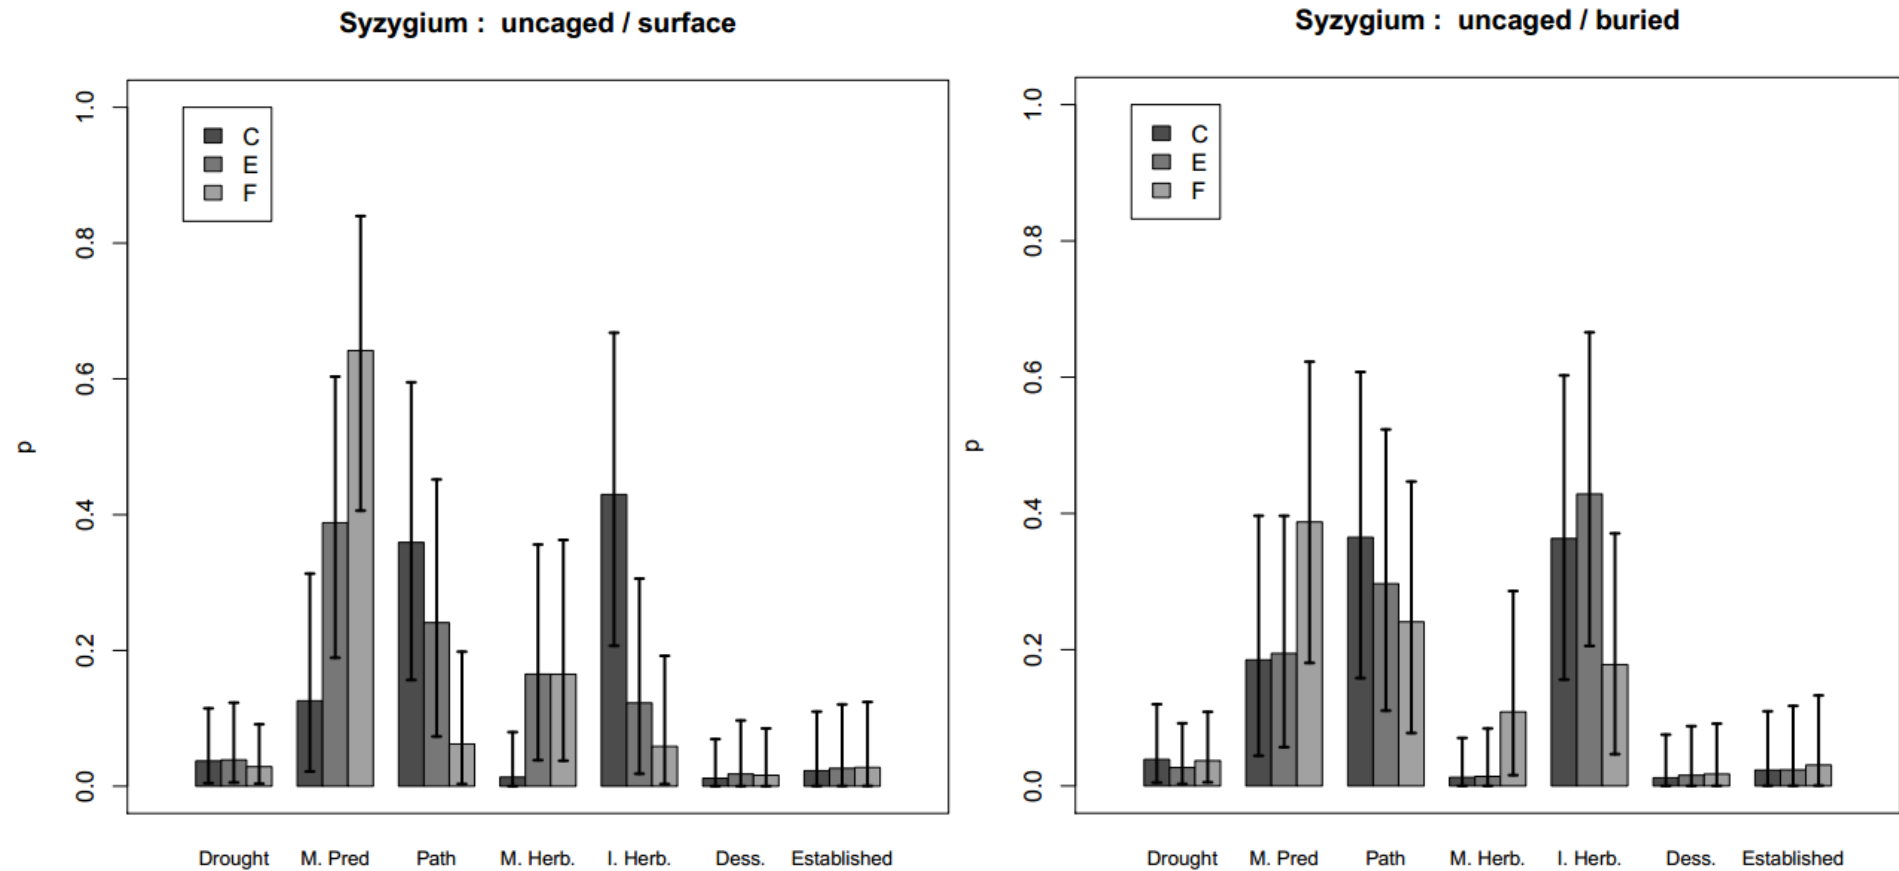 Syzygium : uncaged / surface
p
1.0
0.8
0.6
0.4
0.2
0.0
C
E
F
Drought M. Pred Path M. Herb. I. Herb. Dess. Established
Syzygium : uncaged / buried
p
1.0
0.8
0.6
0.4
0.2
0.0
C
E
F
Drought M. Pred Path M. Herb. I. Herb. Dess. Established